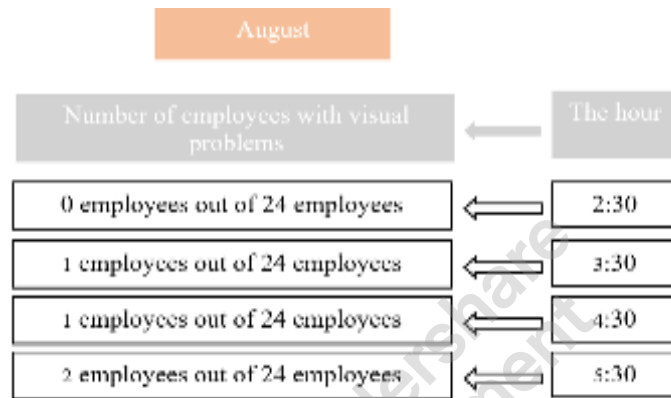 August
Number of employees with visual
problems
The hour
0 employees out of 24 employees
2:30
1 employees out of 24 employees
3:30
1 employees out of 24 employees
4:30
2 employees out of 24 employees
5:30